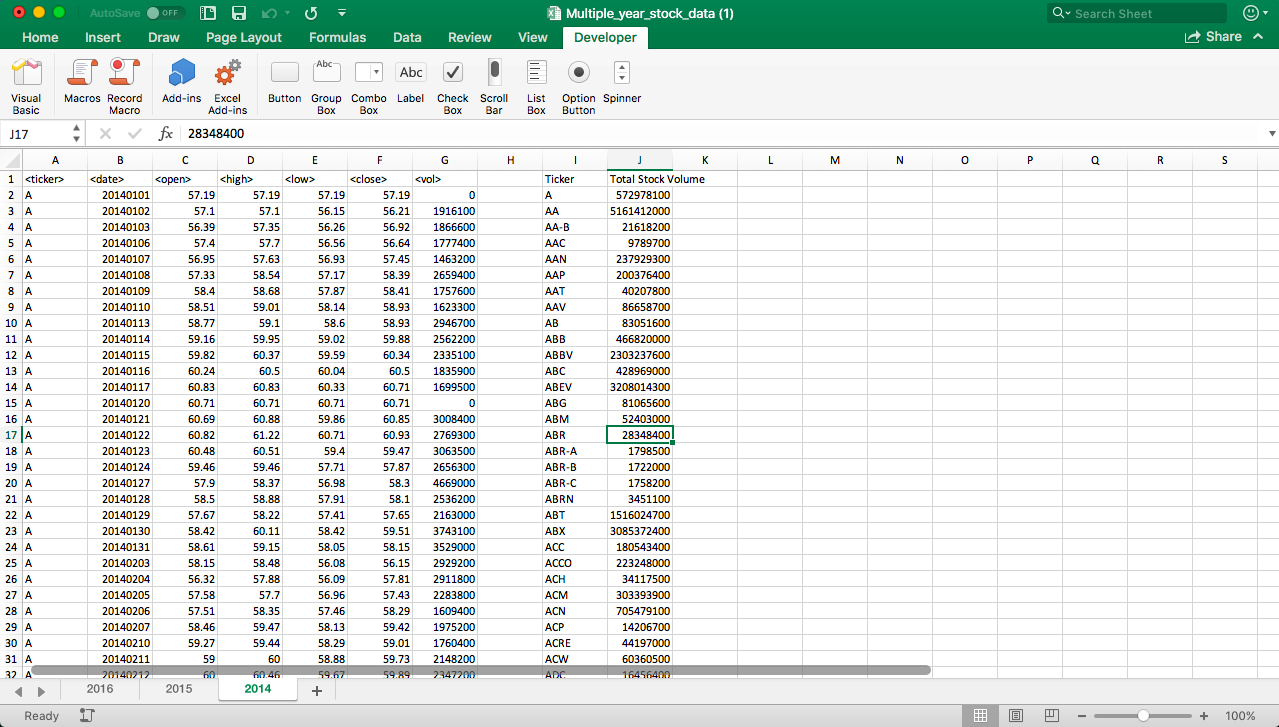 AutoSave OFF Multiple_year_stock_data (1) Search Sheet
Home Insert Draw Page Layout Formulas Data Review View Developer Share
Abc Abc
Visual Basic Macros Record Macro Add-ins Excel Add-ins Button Group Box Combo Box Label Check Box Scroll Bar List Box Option Button Spinner
J17 fx 28348400
A B C D E F G H I J K L M N O P Q R S
1 <ticker> <date> <open> <high> <low> <close> <vol> Ticker Total Stock Volume
2 A 20140101 57.19 57.19 57.19 57.19 0 A 572978100
3 A 20140102 57.1 57.1 56.15 56.21 1916100 AA 5161412000
4 A 20140103 56.39 57.35 56.26 56.92 1866600 AA-B 21618200
5 A 20140106 57.4 57.7 56.56 56.64 1777400 AAC 9789700
6 A 20140107 56.95 57.63 56.93 57.45 1463200 AAN 237929300
7 A 20140108 57.33 58.54 57.17 58.39 2659400 AAP 200376400
8 A 20140109 58.4 58.68 57.87 58.41 1757600 AAT 40207800
9 A 20140110 58.51 59.01 58.14 58.93 1623300 AAV 86658700
10 A 20140113 58.77 59.1 58.6 58.93 2946700 AB 83051600
11 A 20140114 59.16 59.95 59.02 59.88 2562200 ABB 466820000
12 A 20140115 59.82 60.37 59.59 60.34 2335100 ABBV 2303237600
13 A 20140116 60.24 60.5 60.04 60.5 1835900 ABC 428969000
14 A 20140117 60.83 60.83 60.33 60.71 1699500 ABEV 3208014300
15 A 20140120 60.71 60.71 60.71 60.71 0 ABG 81065600
16 A 20140121 60.69 60.88 59.86 60.85 3008400 ABM 52403000
17 A 20140122 60.82 61.22 60.71 60.93 2769300 ABR 28348400
18 A 20140123 60.48 60.51 59.4 59.47 3063500 ABR-A 1798500
19 A 20140124 59.46 59.46 57.71 57.87 2656300 ABR-B 1722000
20 A 20140127 57.9 58.37 56.98 58.3 4669000 ABR-C 1758200
21 A 20140128 58.5 58.88 57.91 58.1 2536200 ABRN 3451100
22 A 20140129 57.67 58.22 57.41 57.65 2163000 ABT 1516024700
23 A 20140130 58.42 60.11 58.42 59.51 3743100 ABX 3085372400
24 A 20140131 58.61 59.15 58.05 58.15 3529000 ACC 180543400
25 A 20140203 58.15 58.48 56.08 56.15 2929200 ACCO 223248000
26 A 20140204 56.32 57.88 56.09 57.81 2911800 ACH 34117500
27 A 20140205 57.58 57.7 56.96 57.43 2283800 ACM 303393900
28 A 20140206 57.51 58.35 57.46 58.29 1609400 ACN 705479100
29 A 20140207 58.46 59.47 58.13 59.42 1975200 ACP 14206700
30 A 20140210 59.27 59.44 58.29 59.01 1760400 ACRE 44197000
31 A 20140211 59 60 58.88 59.73 2148200 ACW 60360500
32 A 20140212 60 60.46 59.67 59.89 2347200 ADC 16456400
2016 2015 2014 +
Ready 100%